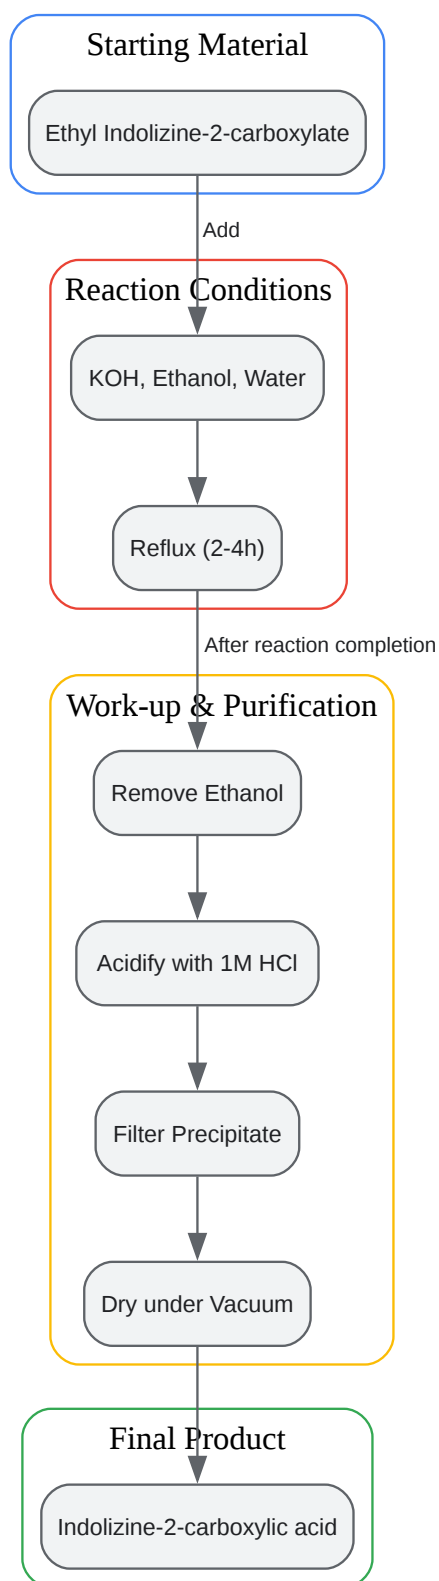 Starting Material
Ethyl Indolizine-2-carboxylate
Add
Reaction Conditions
KOH, Ethanol, Water
Reflux (2-4h)
After reaction completion
Work-up & Purification
Remove Ethanol
Acidify with 1M HCl
Filter Precipitate
Dry under Vacuum
Final Product
Indolizine-2-carboxylic acid